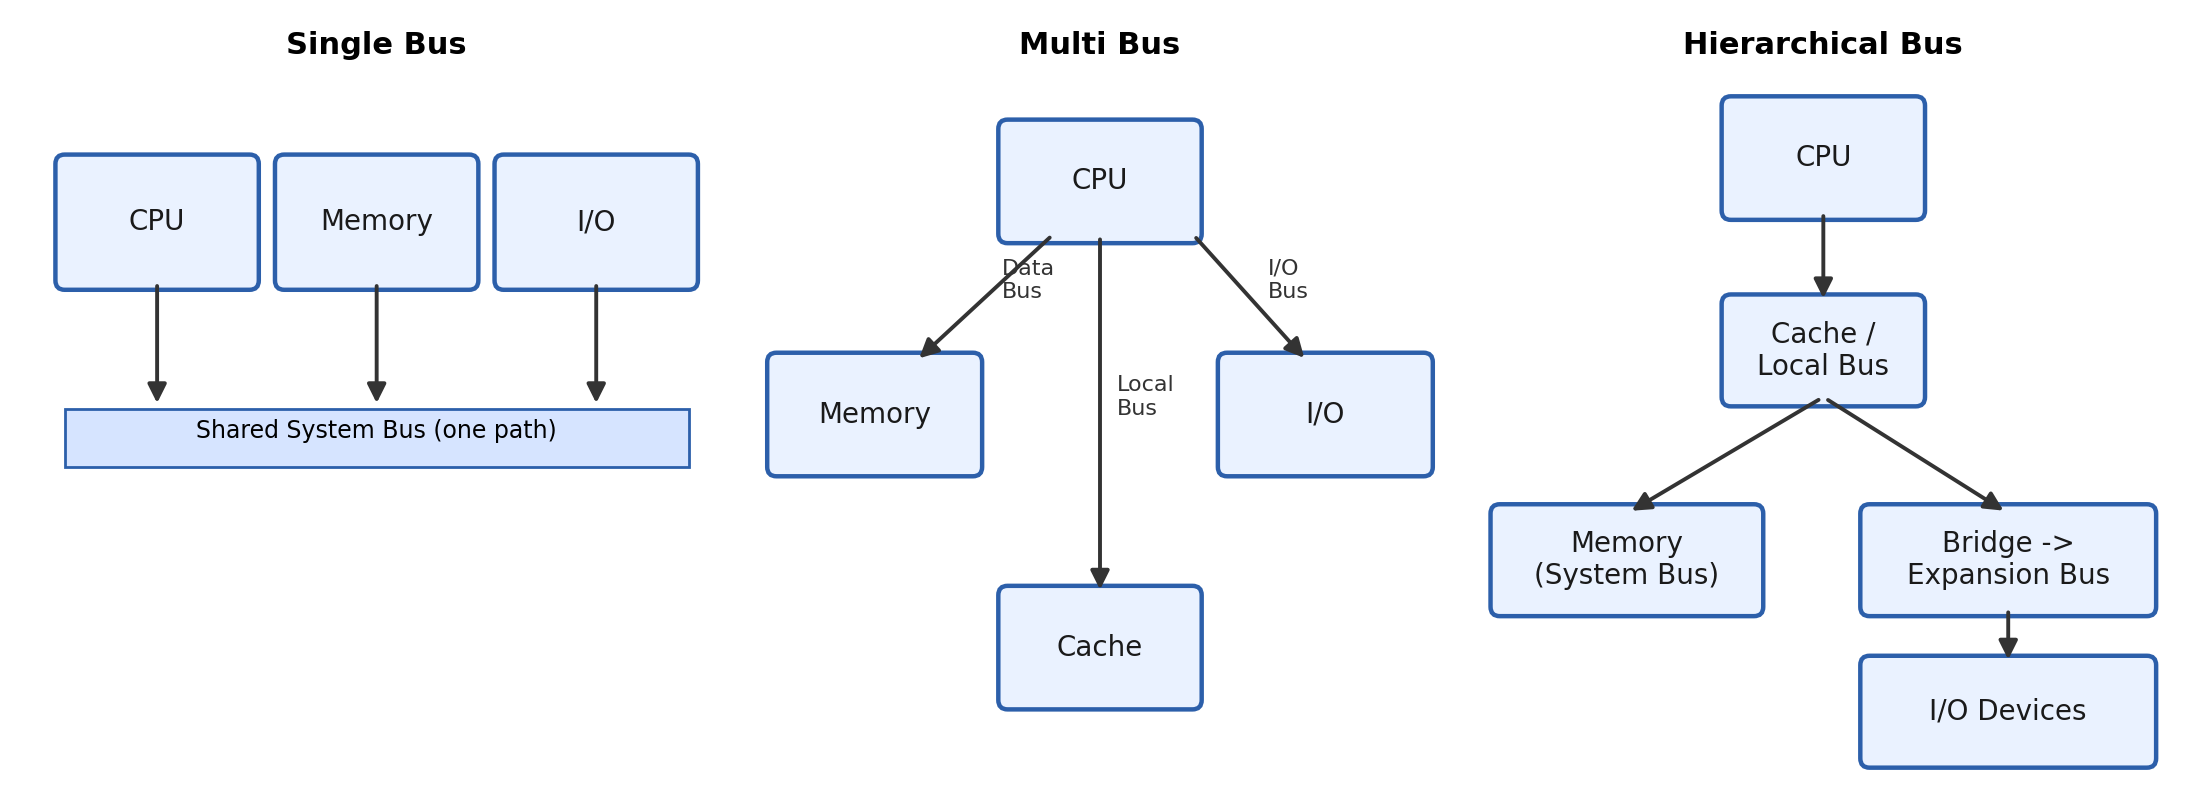 Single Bus
CPU
Memory
I/O
Shared System Bus (one path)
Multi Bus
CPU
Data
Bus
I/O
Bus
Memory
Local
Bus
I/O
Cache
Hierarchical Bus
CPU
Cache /
Local Bus
Memory
(System Bus)
Bridge ->
Expansion Bus
I/O Devices